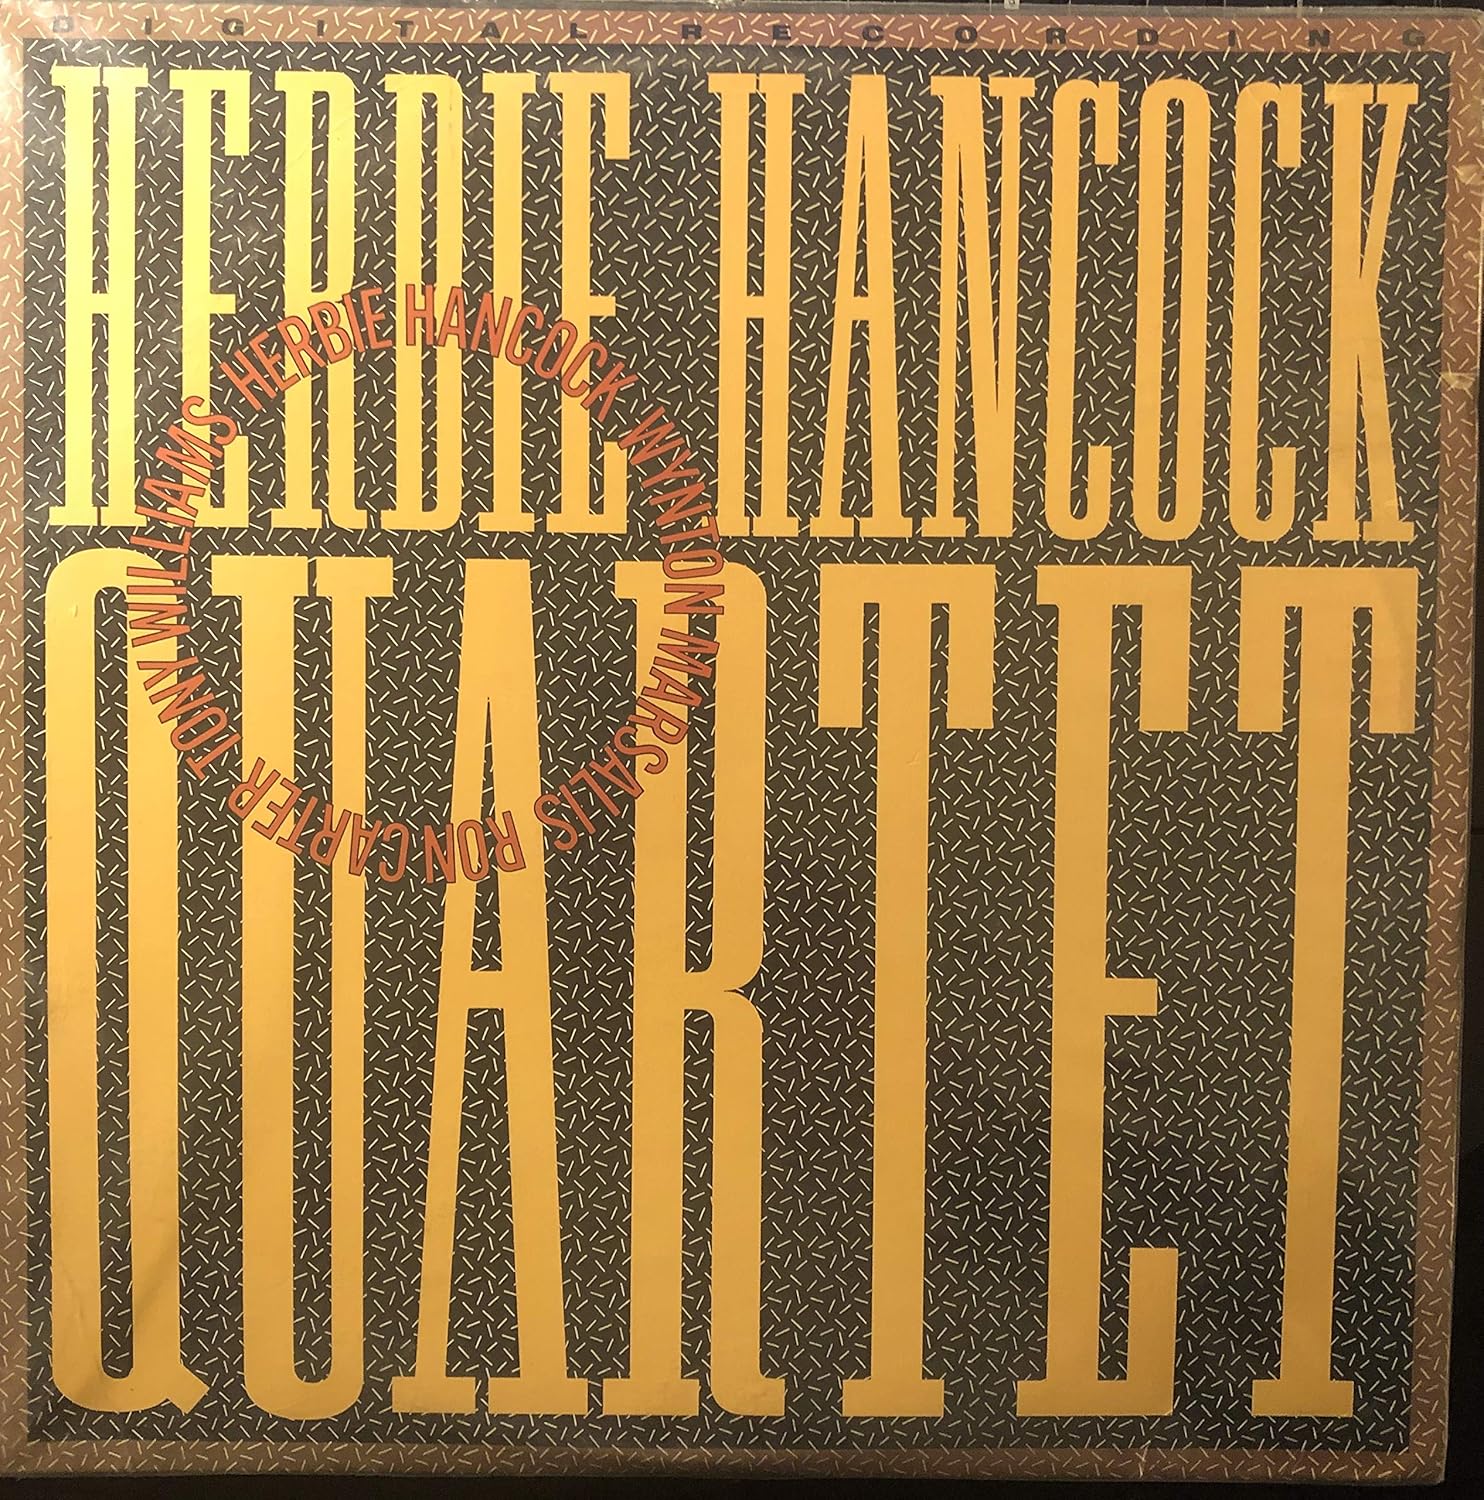 DIGITAL RECORDING
HERBIE HANCOCK
QUARTET
HERBIE HANCOCK WYNTON MARSALIS RON CARTER TONY WILLIAMS